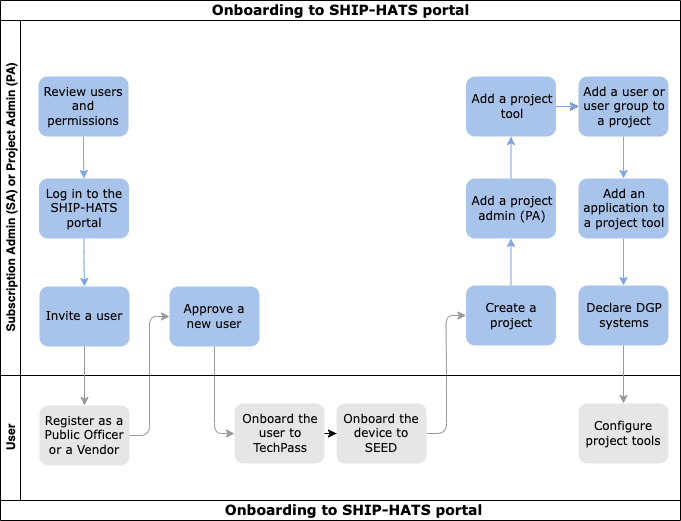 Onboarding to SHIP-HATS portal
Subscription Admin (SA) or Project Admin (PA)
Review users
and
permissions
Log in to the
SHIP-HATS
portal
Invite a user
Approve a
new user
Add a project
tool
Add a user or
user group to
a project
Add a project
admin (PA)
Add an
application to
a project tool
Create a
project
Declare DGP
systems
User
Register as a
Public Officer
or a Vendor
Onboard the
user to
TechPass
Onboard the
device to
SEED
Configure
project tools
Onboarding to SHIP-HATS portal